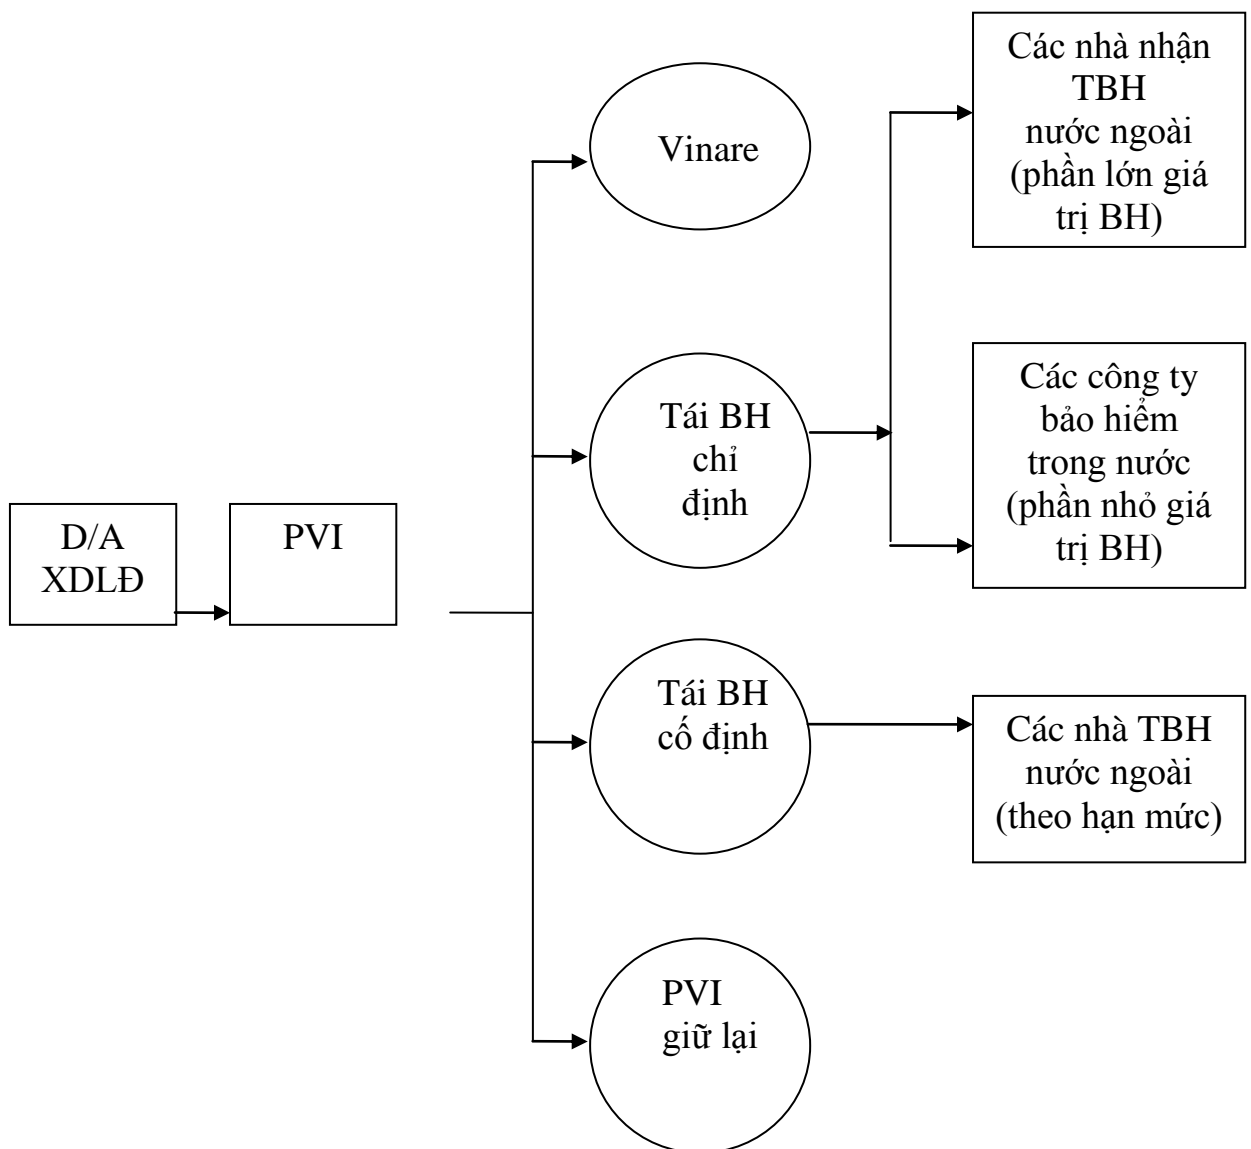 D/A
XDLĐ
PVI
Vinare
Tái BH
chỉ
định
Tái BH
cố định
PVI
giữ lại
Các nhà nhận
TBH
nước ngoài
(phần lớn giá
trị BH)
Các công ty
bảo hiểm
trong nước
(phần nhỏ giá
trị BH)
Các nhà TBH
nước ngoài
(theo hạn mức)